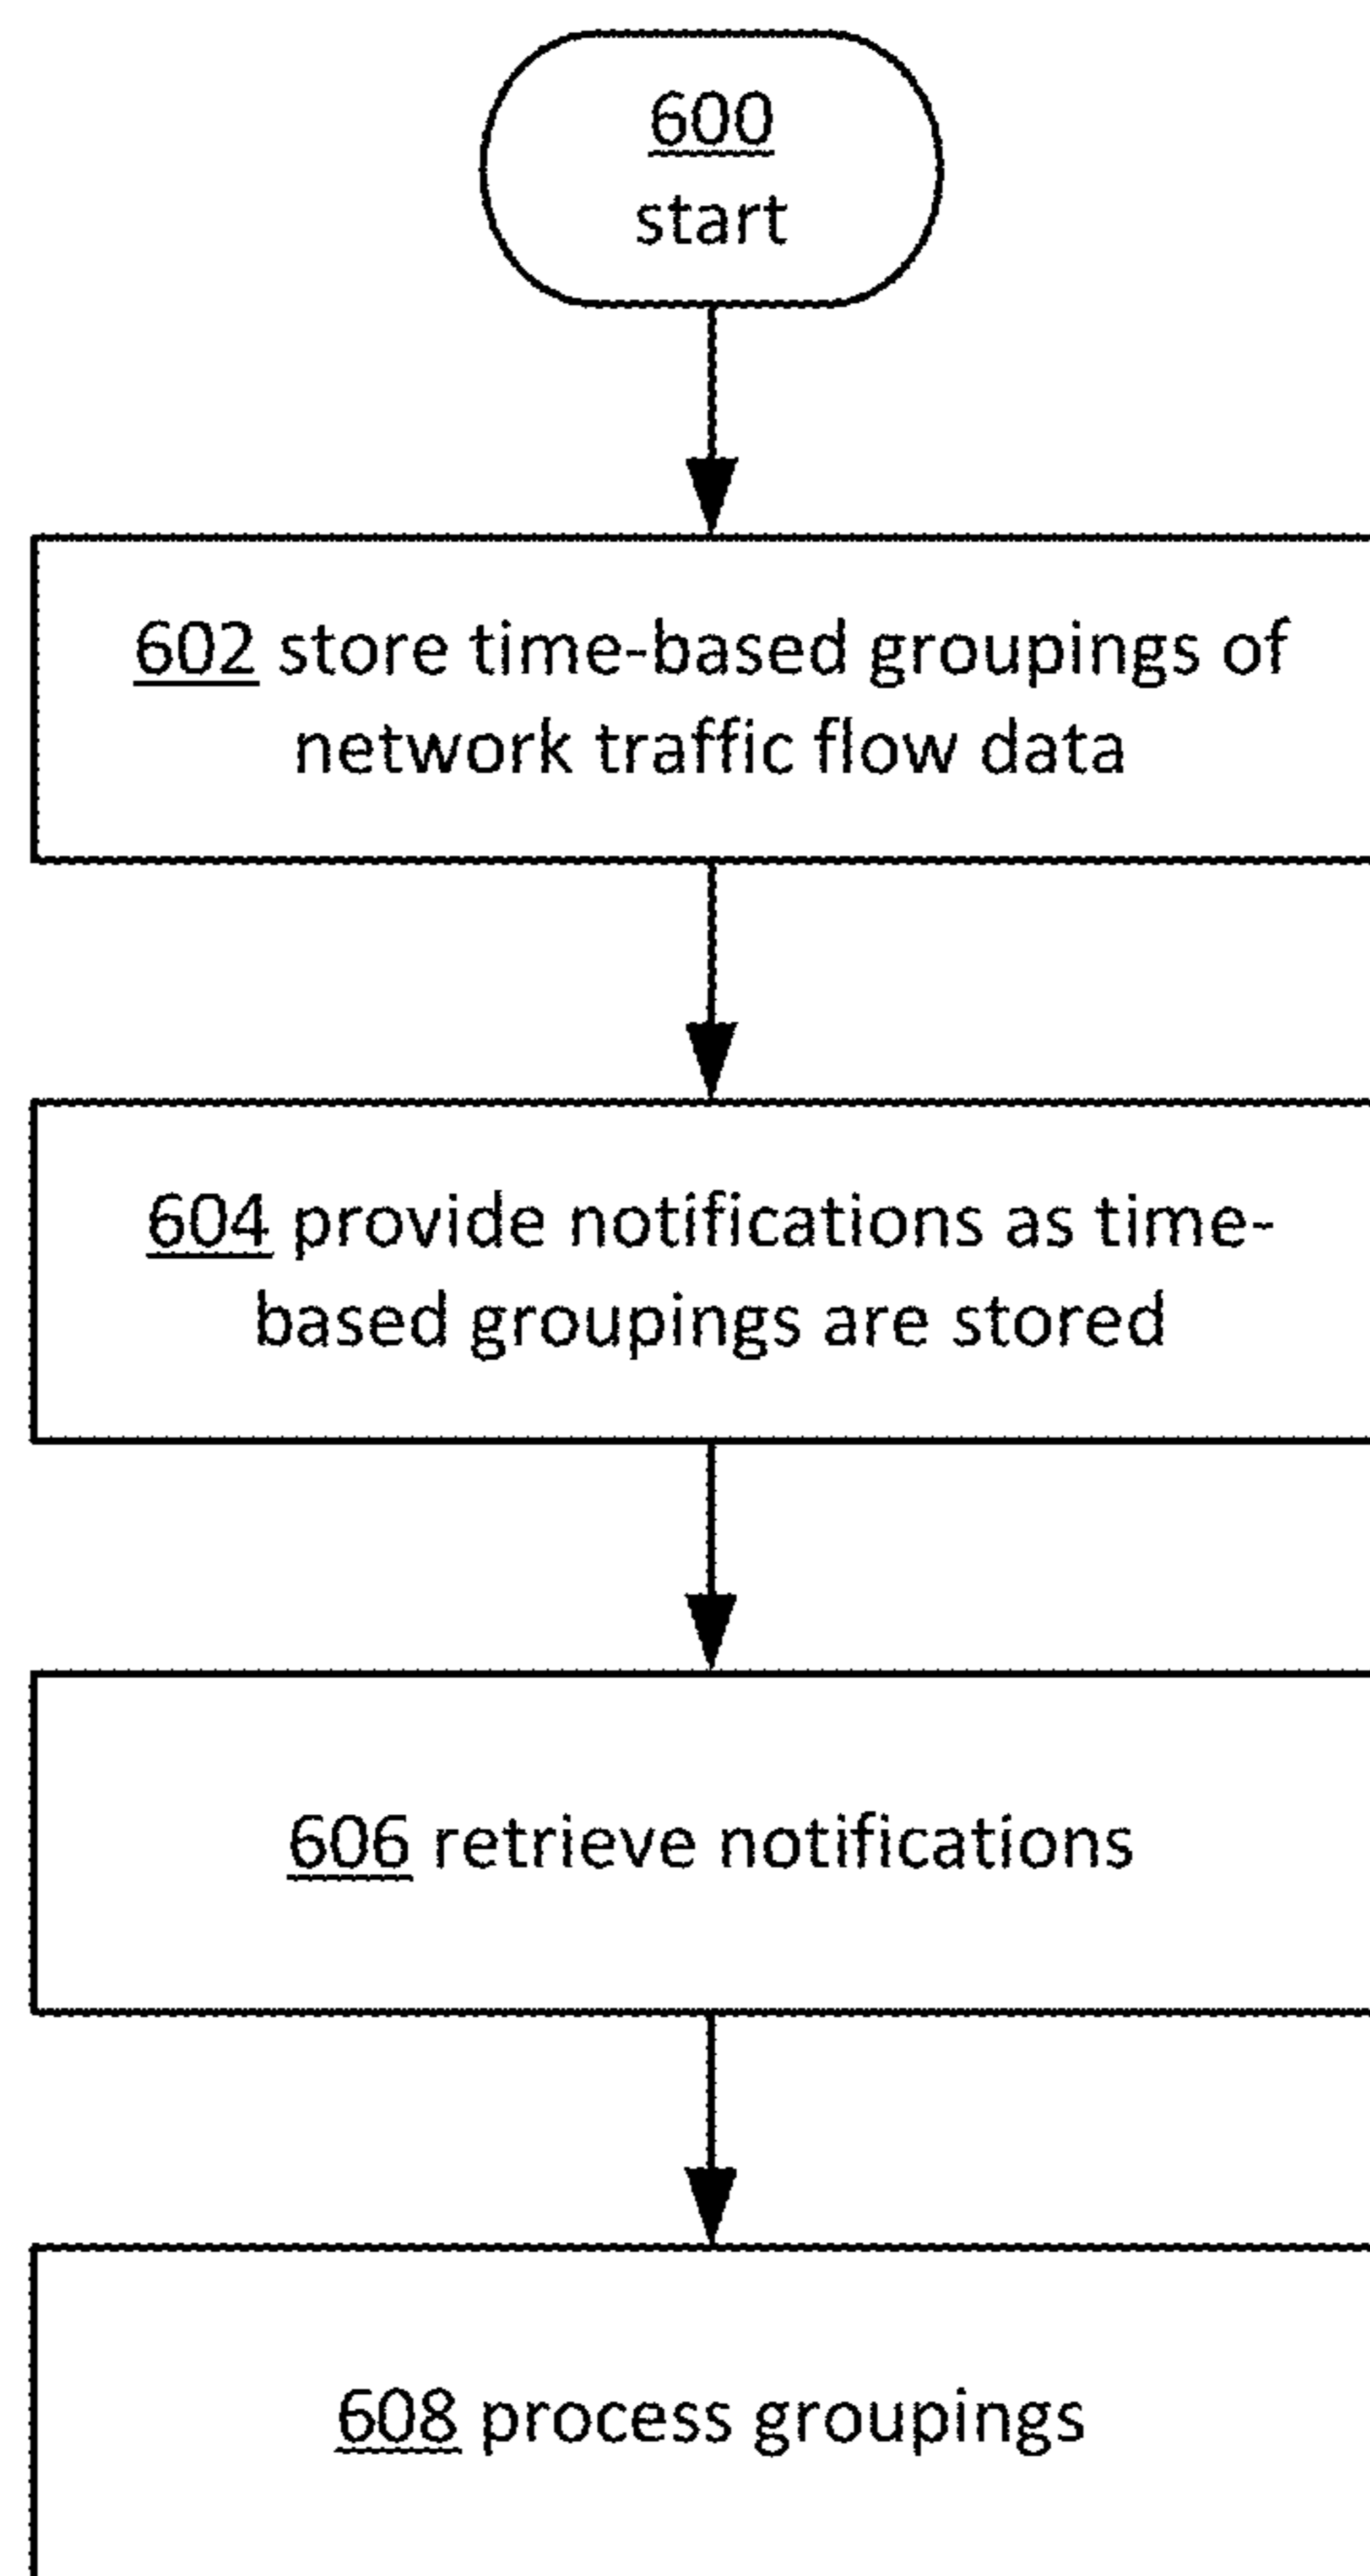 600
start
602 store time-based groupings of
network traffic flow data
604 provide notifications as time-
based groupings are stored
606 retrieve notifications
608 process groupings